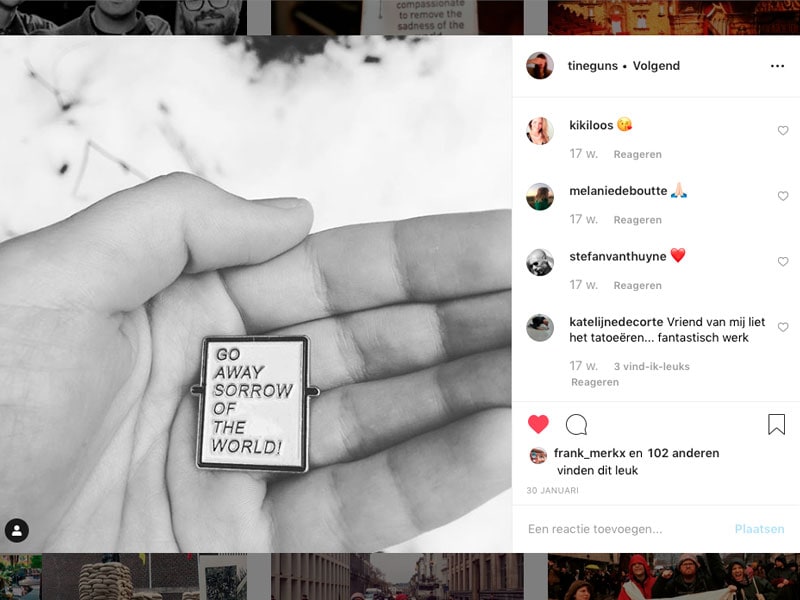 compassionate
to remove the
sadness of the
GO
AWAY
SORROW
OF
THE
WORLD!
tineguns • Volgend
kikiloos 😘
17 w. Reageren
melaniedeboutte 🙏🏻
17 w. Reageren
stefanvanthuyne ❤️
17 w. Reageren
katelijnedecorte Vriend van mij liet
het tatoeëren... fantastisch werk
17 w. 3 vind-ik-leuks
Reageren
frank_merkx en 102 anderen
vinden dit leuk
30 JANUARI
Een reactie toevoegen... Plaatsen